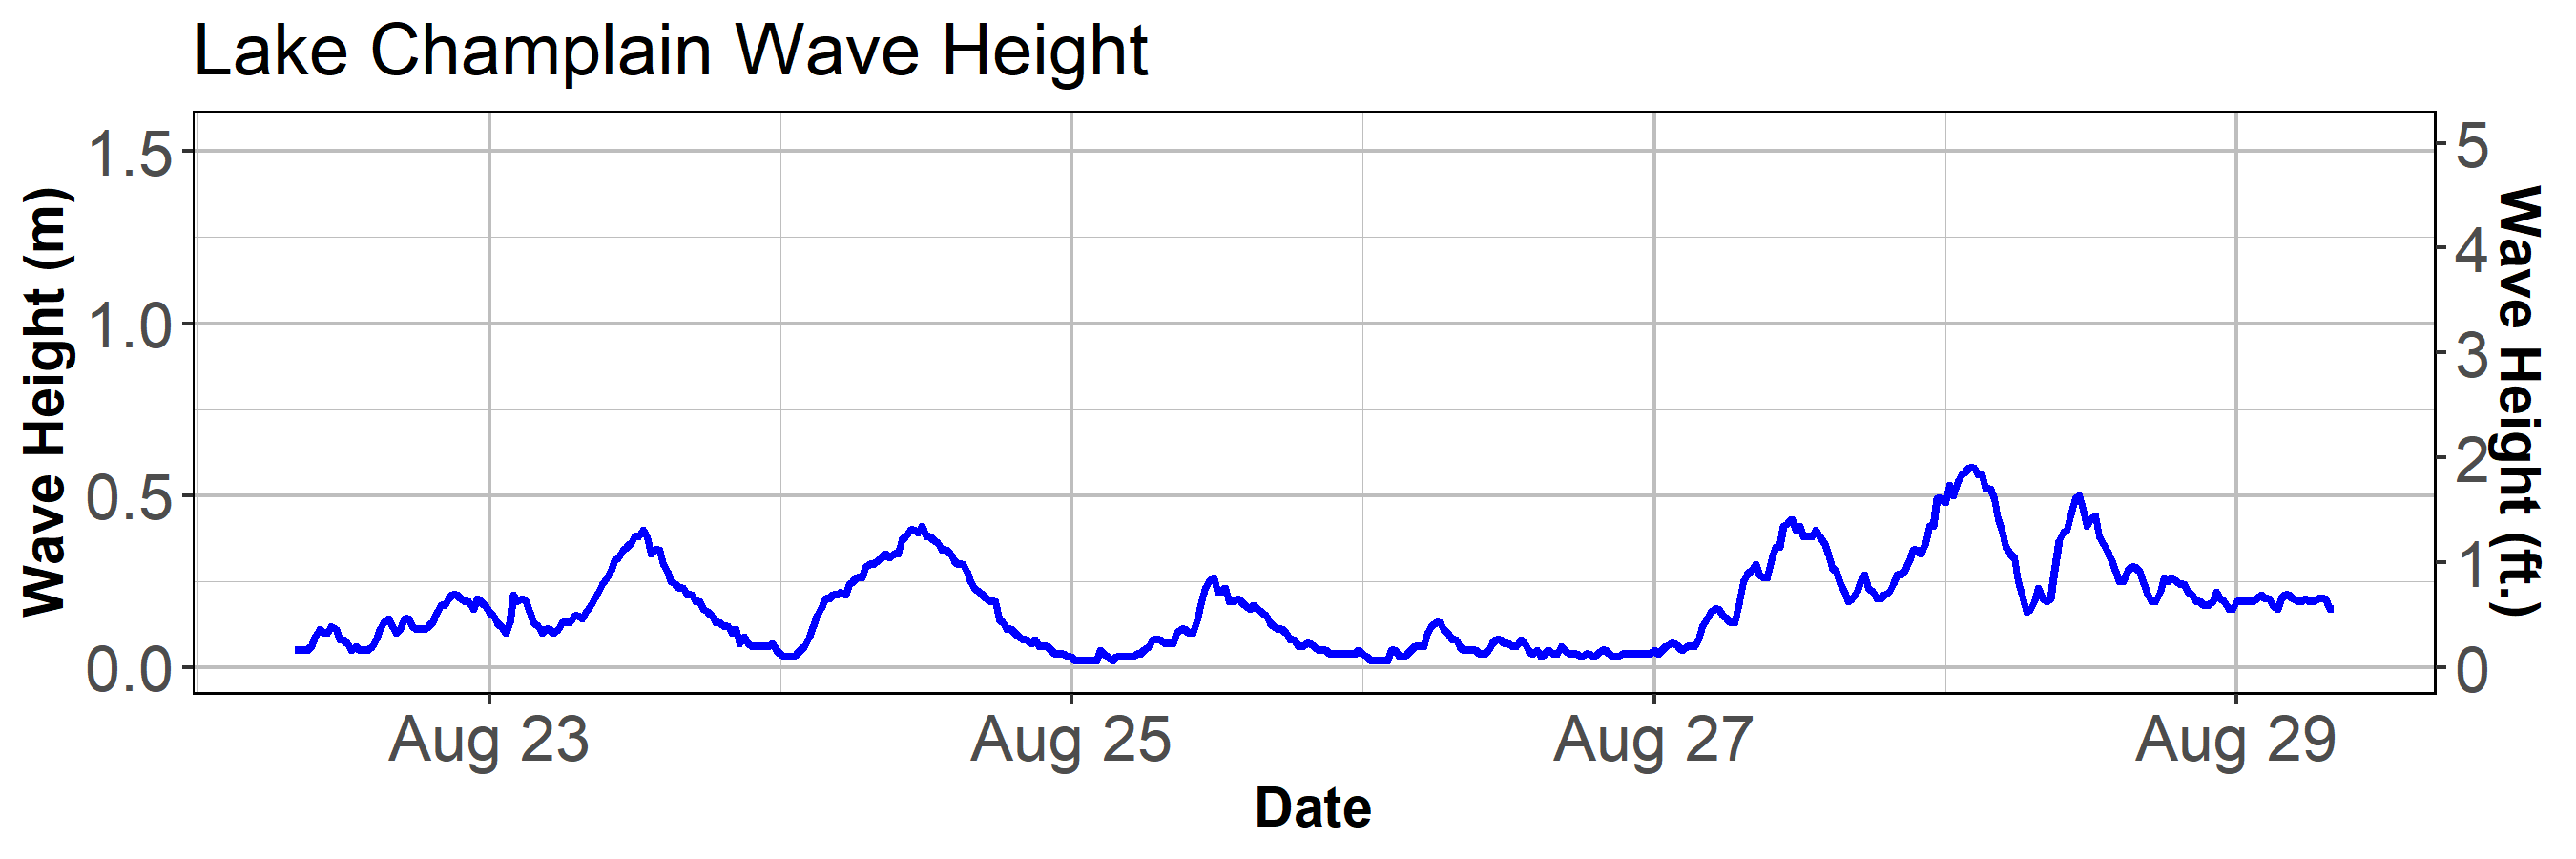 Lake Champlain Wave Height
Wave Height (m)
1.5
1.0
0.5
0.0
5
4
3
2
1
0
Wave Height (ft.)
Aug 23 Aug 25 Aug 27 Aug 29
Date